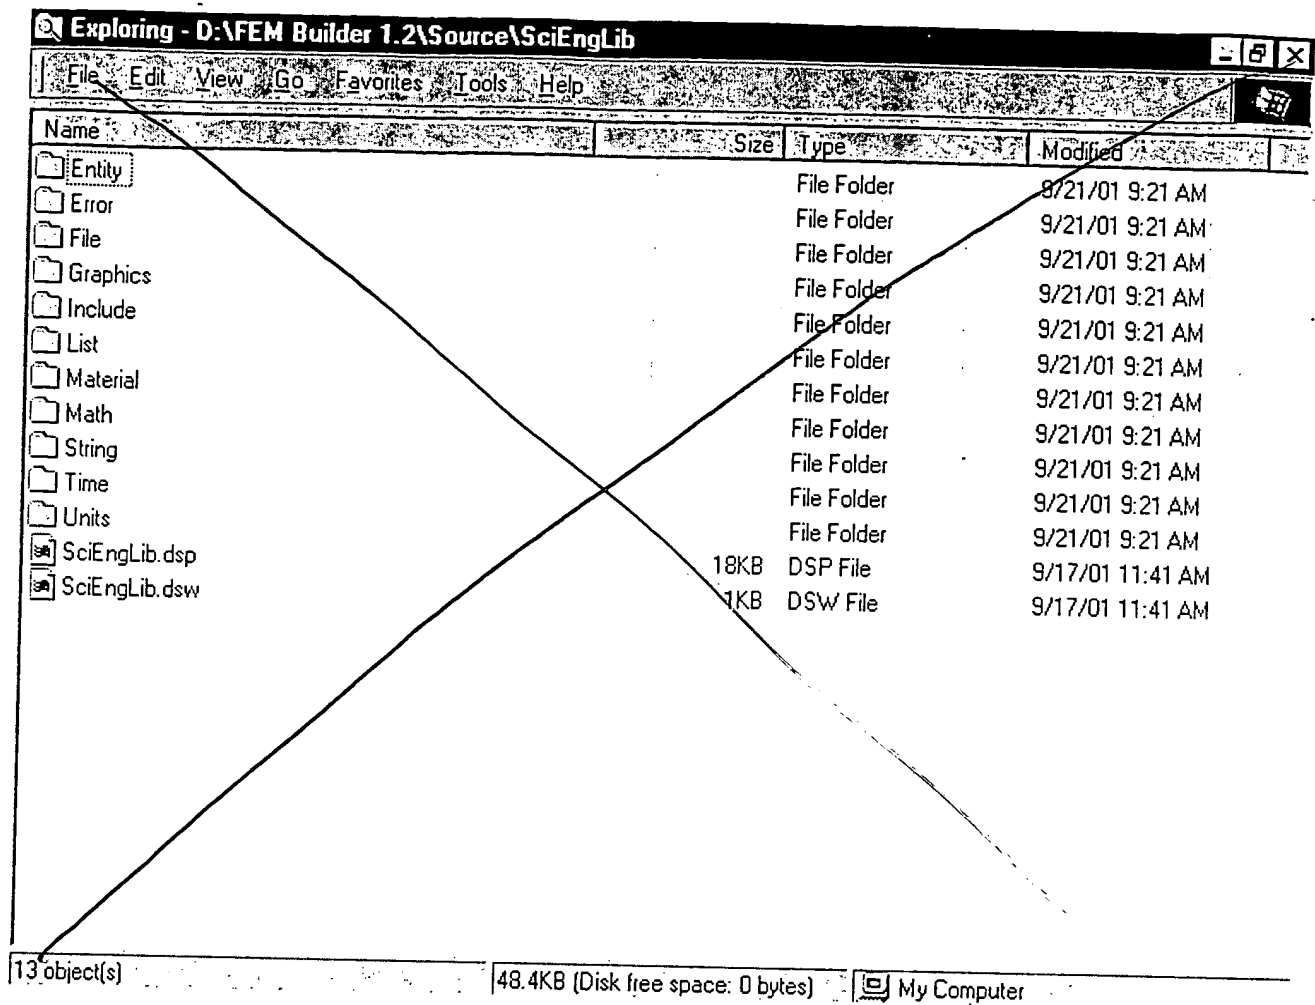 Exploring - D:\FEM Builder 1.2\Source\SciEngLib
File Edit View Go Favorites Tools Help
Name Size Type Modified
Entity File Folder 9/21/01 9:21 AM
Error File Folder 9/21/01 9:21 AM
File File Folder 9/21/01 9:21 AM
Graphics File Folder 9/21/01 9:21 AM
Include File Folder 9/21/01 9:21 AM
List File Folder 9/21/01 9:21 AM
Material File Folder 9/21/01 9:21 AM
Math File Folder 9/21/01 9:21 AM
String File Folder 9/21/01 9:21 AM
Time File Folder 9/21/01 9:21 AM
Units File Folder 9/21/01 9:21 AM
SciEngLib.dsp 18KB DSP File 9/17/01 11:41 AM
SciEngLib.dsw 1KB DSW File 9/17/01 11:41 AM
13 object(s) 48.4KB (Disk free space: 0 bytes) My Computer